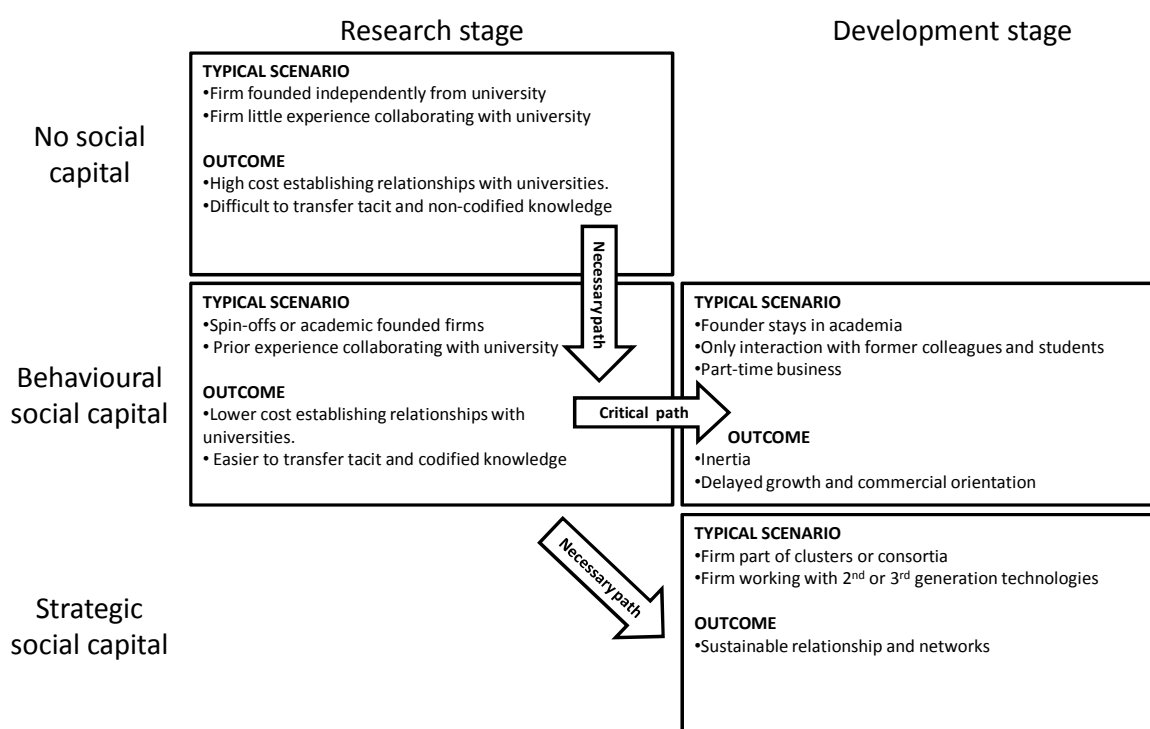 Research stage
Development stage
No social
capital
TYPICAL SCENARIO
•Firm founded independently from university
•Firm little experience collaborating with university
OUTCOME
•High cost establishing relationships with universities.
•Difficult to transfer tacit and non-codified knowledge
Necessary path
Behavioural
social capital
TYPICAL SCENARIO
•Spin-offs or academic founded firms
• Prior experience collaborating with university
OUTCOME
•Lower cost establishing relationships with
universities.
• Easier to transfer tacit and codified knowledge
Critical path
TYPICAL SCENARIO
•Founder stays in academia
•Only interaction with former colleagues and students
•Part-time business
OUTCOME
•Inertia
•Delayed growth and commercial orientation
Necessary path
Strategic
social capital
TYPICAL SCENARIO
•Firm part of clusters or consortia
•Firm working with 2nd or 3rd generation technologies
OUTCOME
•Sustainable relationship and networks